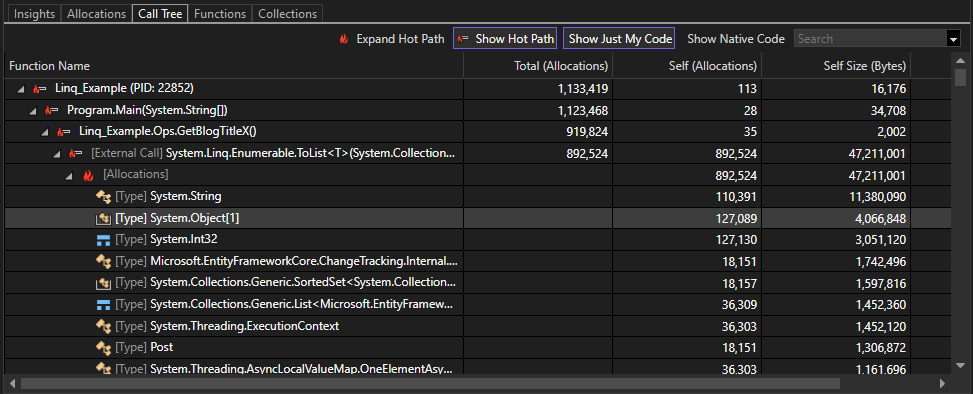 Insights Allocations Call Tree Functions Collections
Expand Hot Path Show Hot Path Show Just My Code Show Native Code Search
Function Name Total (Allocations) Self (Allocations) Self Size (Bytes)
Linq_Example (PID: 22852) 1,133,419 113 16,176
Program.Main(System.String[]) 1,123,468 28 34,708
Linq_Example.Ops.GetBlogTitleX() 919,824 35 2,002
[External Call] System.Linq.Enumerable.ToList<T>(System.Collection... 892,524 892,524 47,211,001
[Allocations] 892,524 47,211,001
[Type] System.String 110,391 11,380,090
[Type] System.Object[1] 127,089 4,066,848
[Type] System.Int32 127,130 3,051,120
[Type] Microsoft.EntityFrameworkCore.ChangeTracking.Internal.... 18,151 1,742,496
[Type] System.Collections.Generic.SortedSet<System.Collection... 18,157 1,597,816
[Type] System.Collections.Generic.List<Microsoft.EntityFramew... 36,309 1,452,360
[Type] System.Threading.ExecutionContext 36,303 1,452,120
[Type] Post 18,151 1,306,872
[Type] System.Threading.AsyncLocalValueMap.OneElementAsy... 36,303 1,161,696